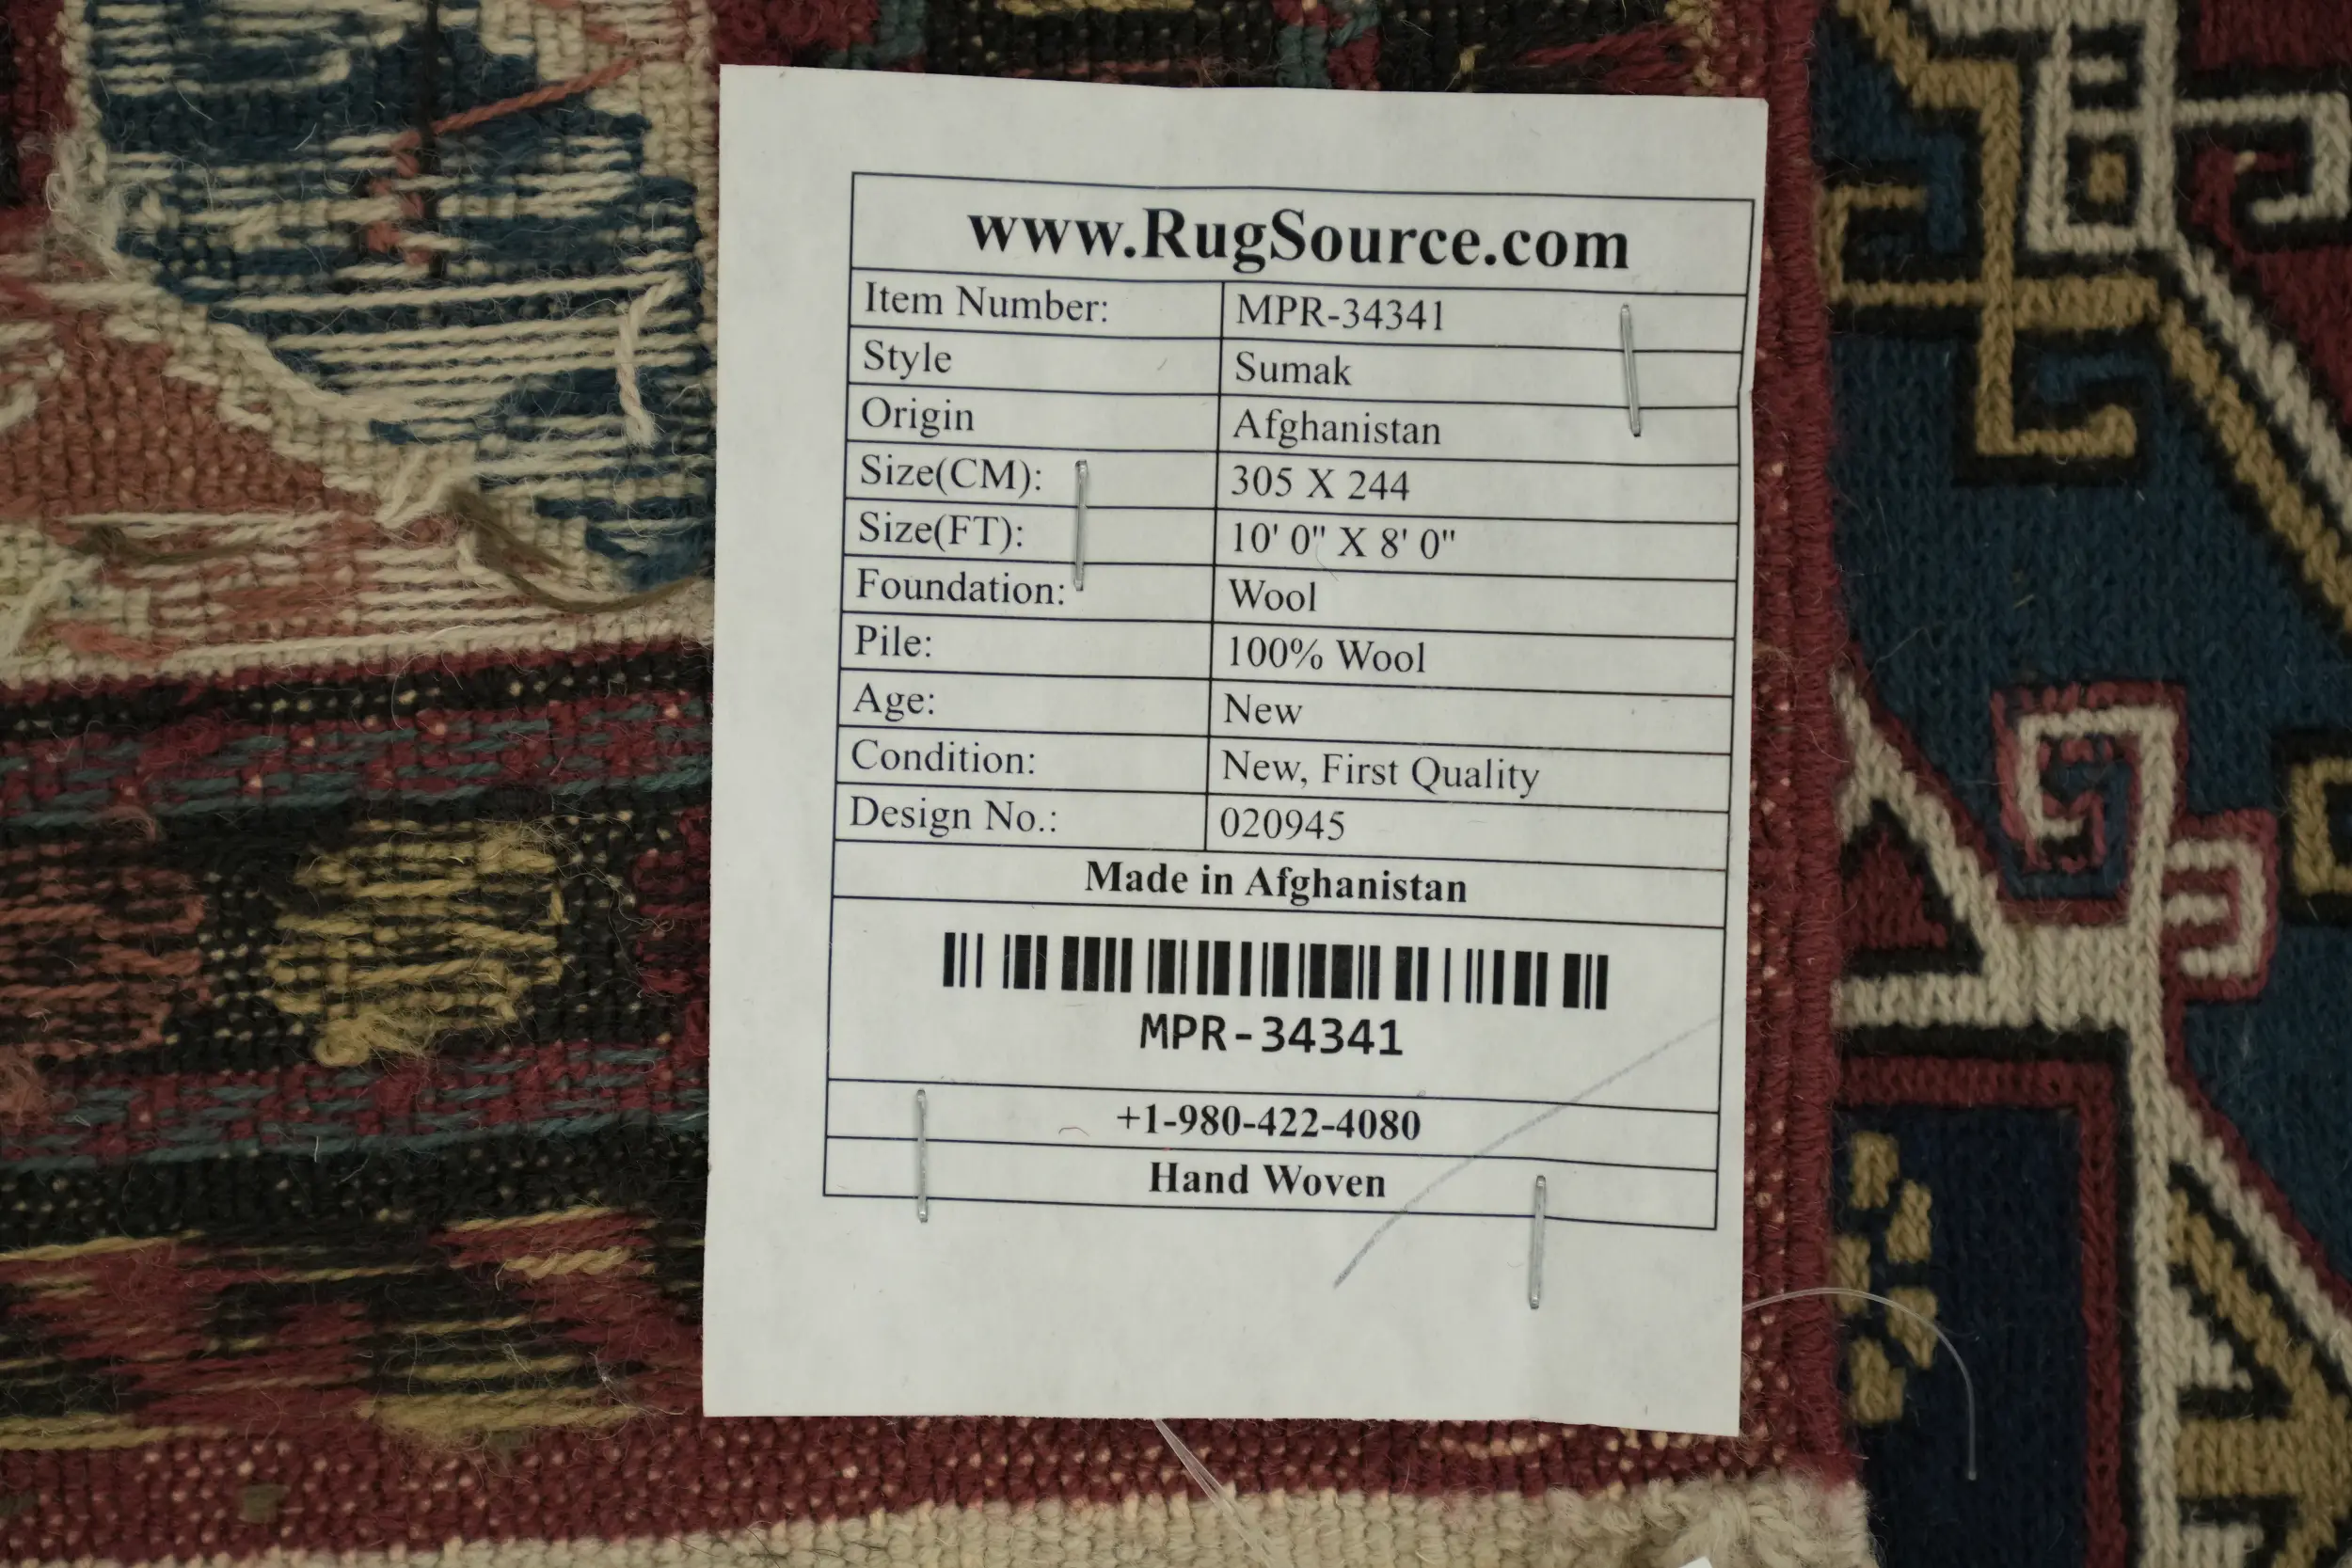 www.RugSource.com
Item Number: MPR-34341
Style Sumak
Origin Afghanistan
Size(CM): 305 X 244
Size(FT): 10' 0" X 8' 0"
Foundation: Wool
Pile: 100% Wool
Age: New
Condition: New, First Quality
Design No.: 020945
Made in Afghanistan
MPR-34341
+1-980-422-4080
Hand Woven